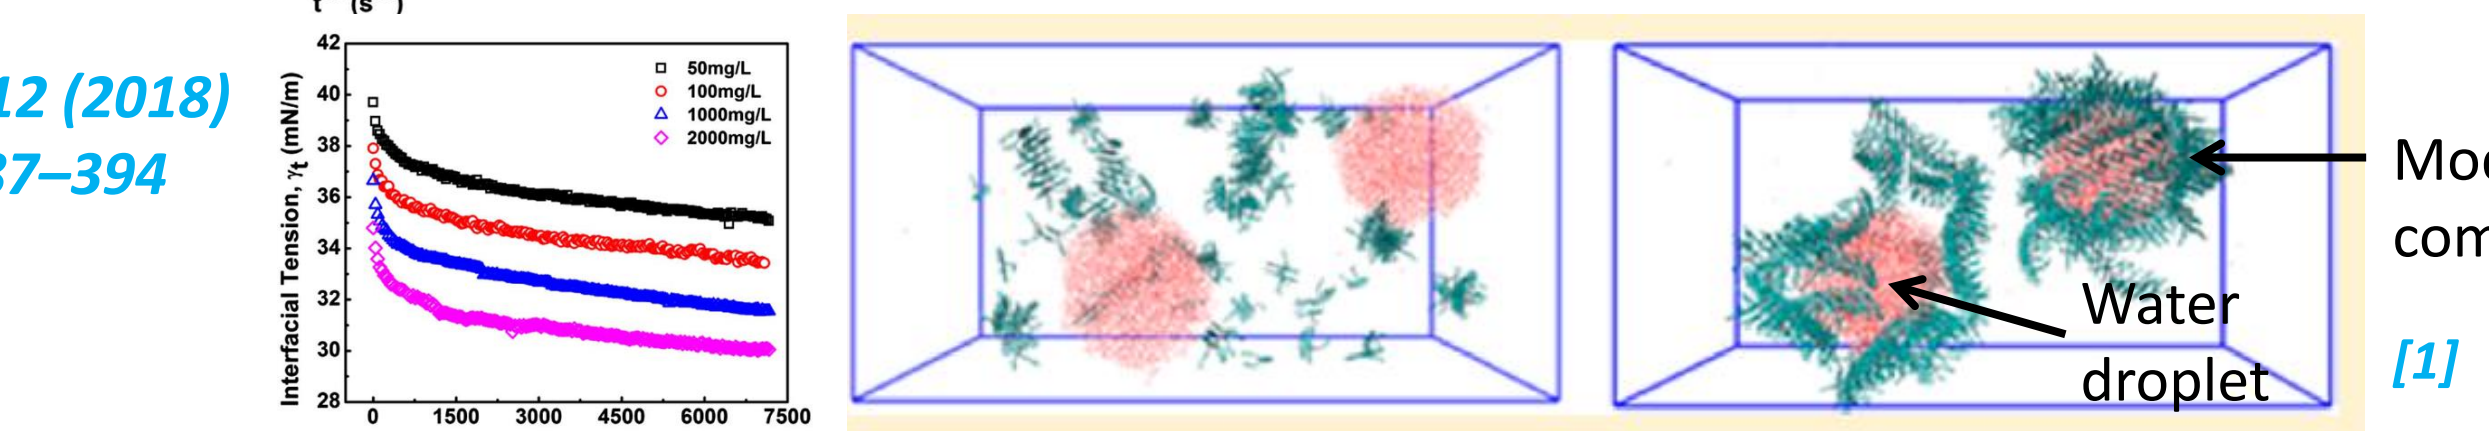 12 (2018)
87–394
42
40
38
36
34
32
30
28
Interfacial Tension, γt (mN/m)
50mg/L
100mg/L
1000mg/L
2000mg/L
0 1500 3000 4500 6000 7500
Water
droplet
[1]